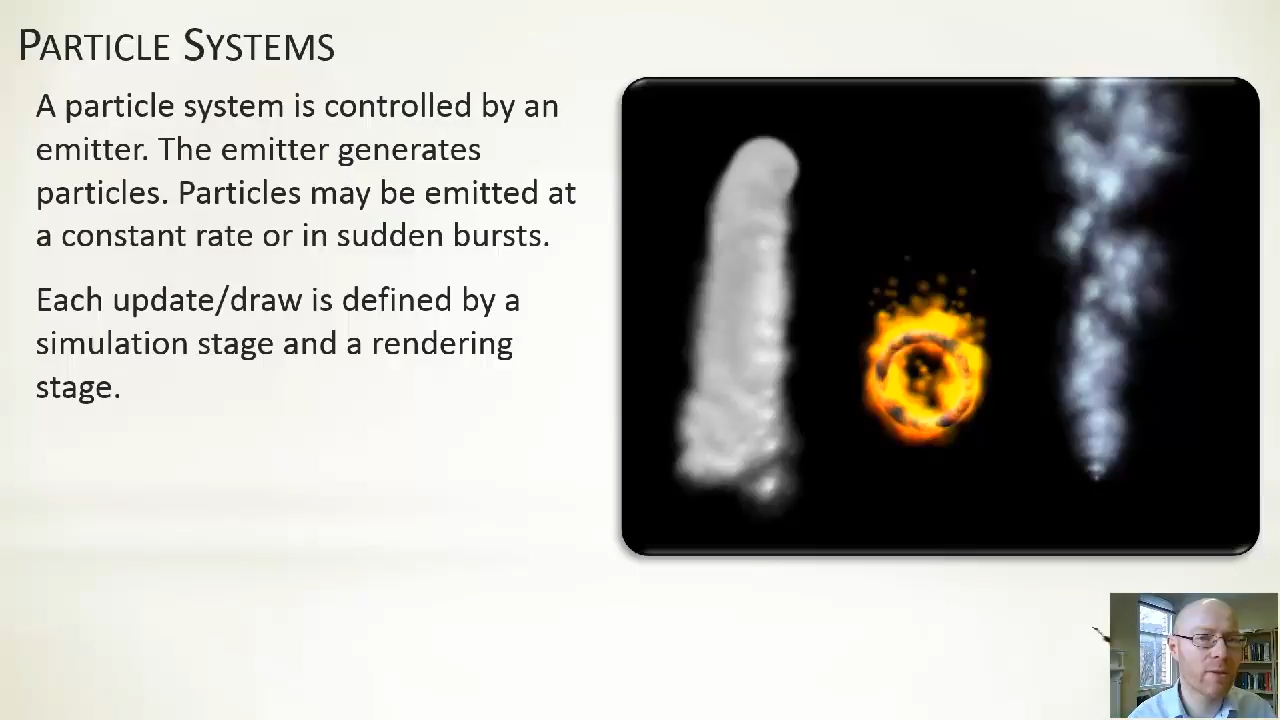 PARTICLE SYSTEMS
A particle system is controlled by an
emitter. The emitter generates
particles. Particles may be emitted at
a constant rate or in sudden bursts.
Each update/draw is defined by a
simulation stage and a rendering
stage.